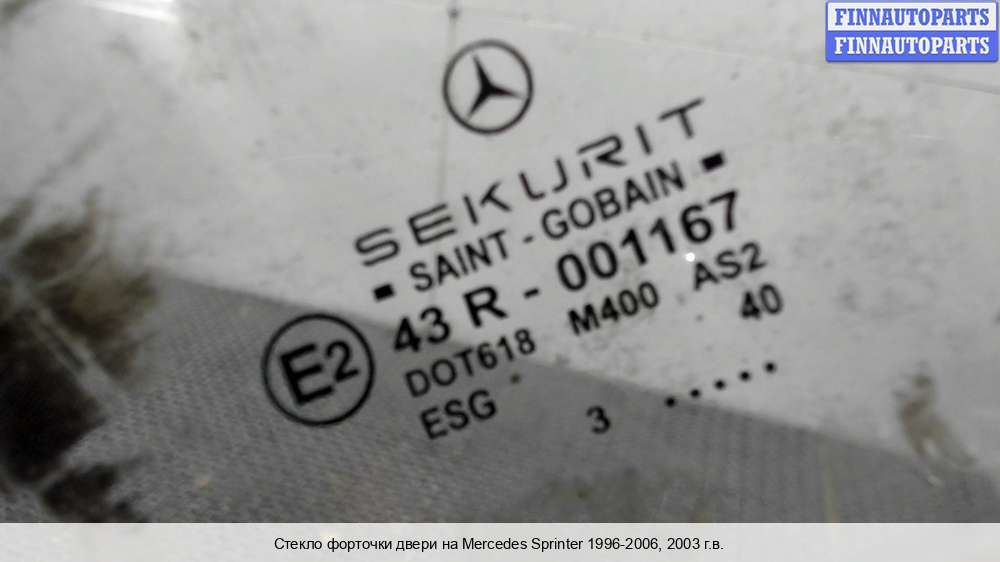 FINNAUTOPARTS
FINNAUTOPARTS
SEKURIT
SAINT - GOBAIN
43 R - 001167
E2
DOT618 M400 AS2
ESG 40
3 .....
Стекло форточки двери на Mercedes Sprinter 1996-2006, 2003 г.в.